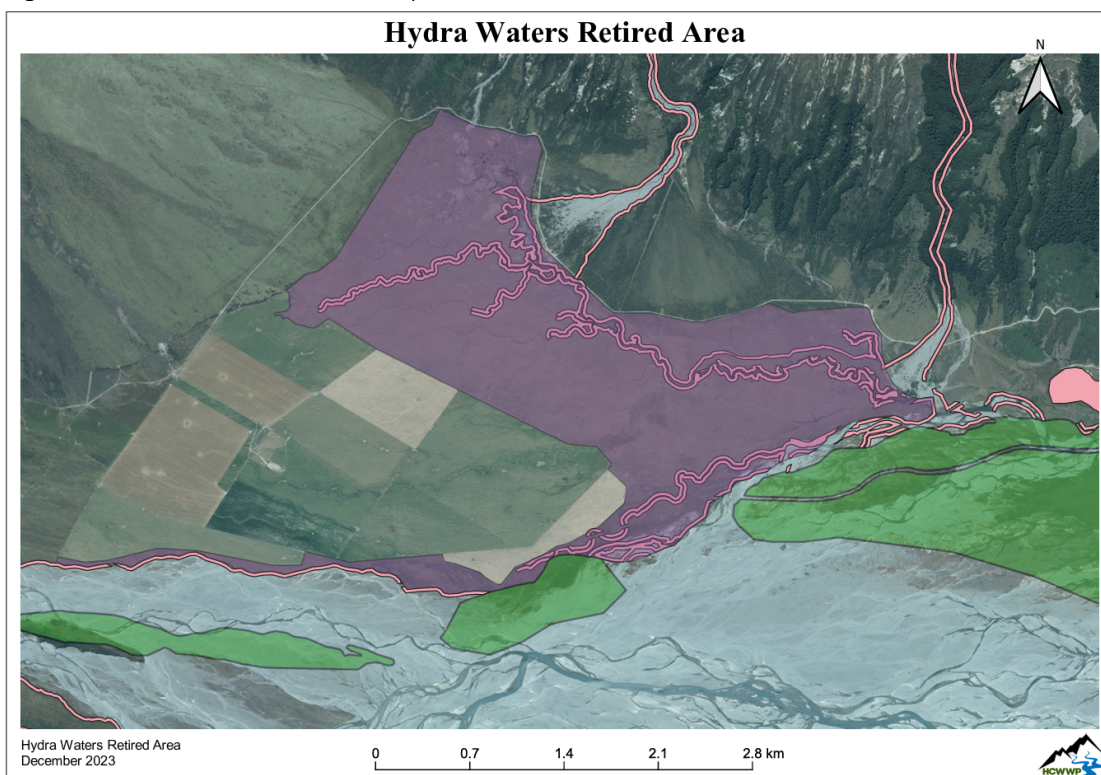 Hydra Waters Retired Area
N
Hydra Waters Retired Area
December 2023
0 0.7 1.4 2.1 2.8 km
HCWWP